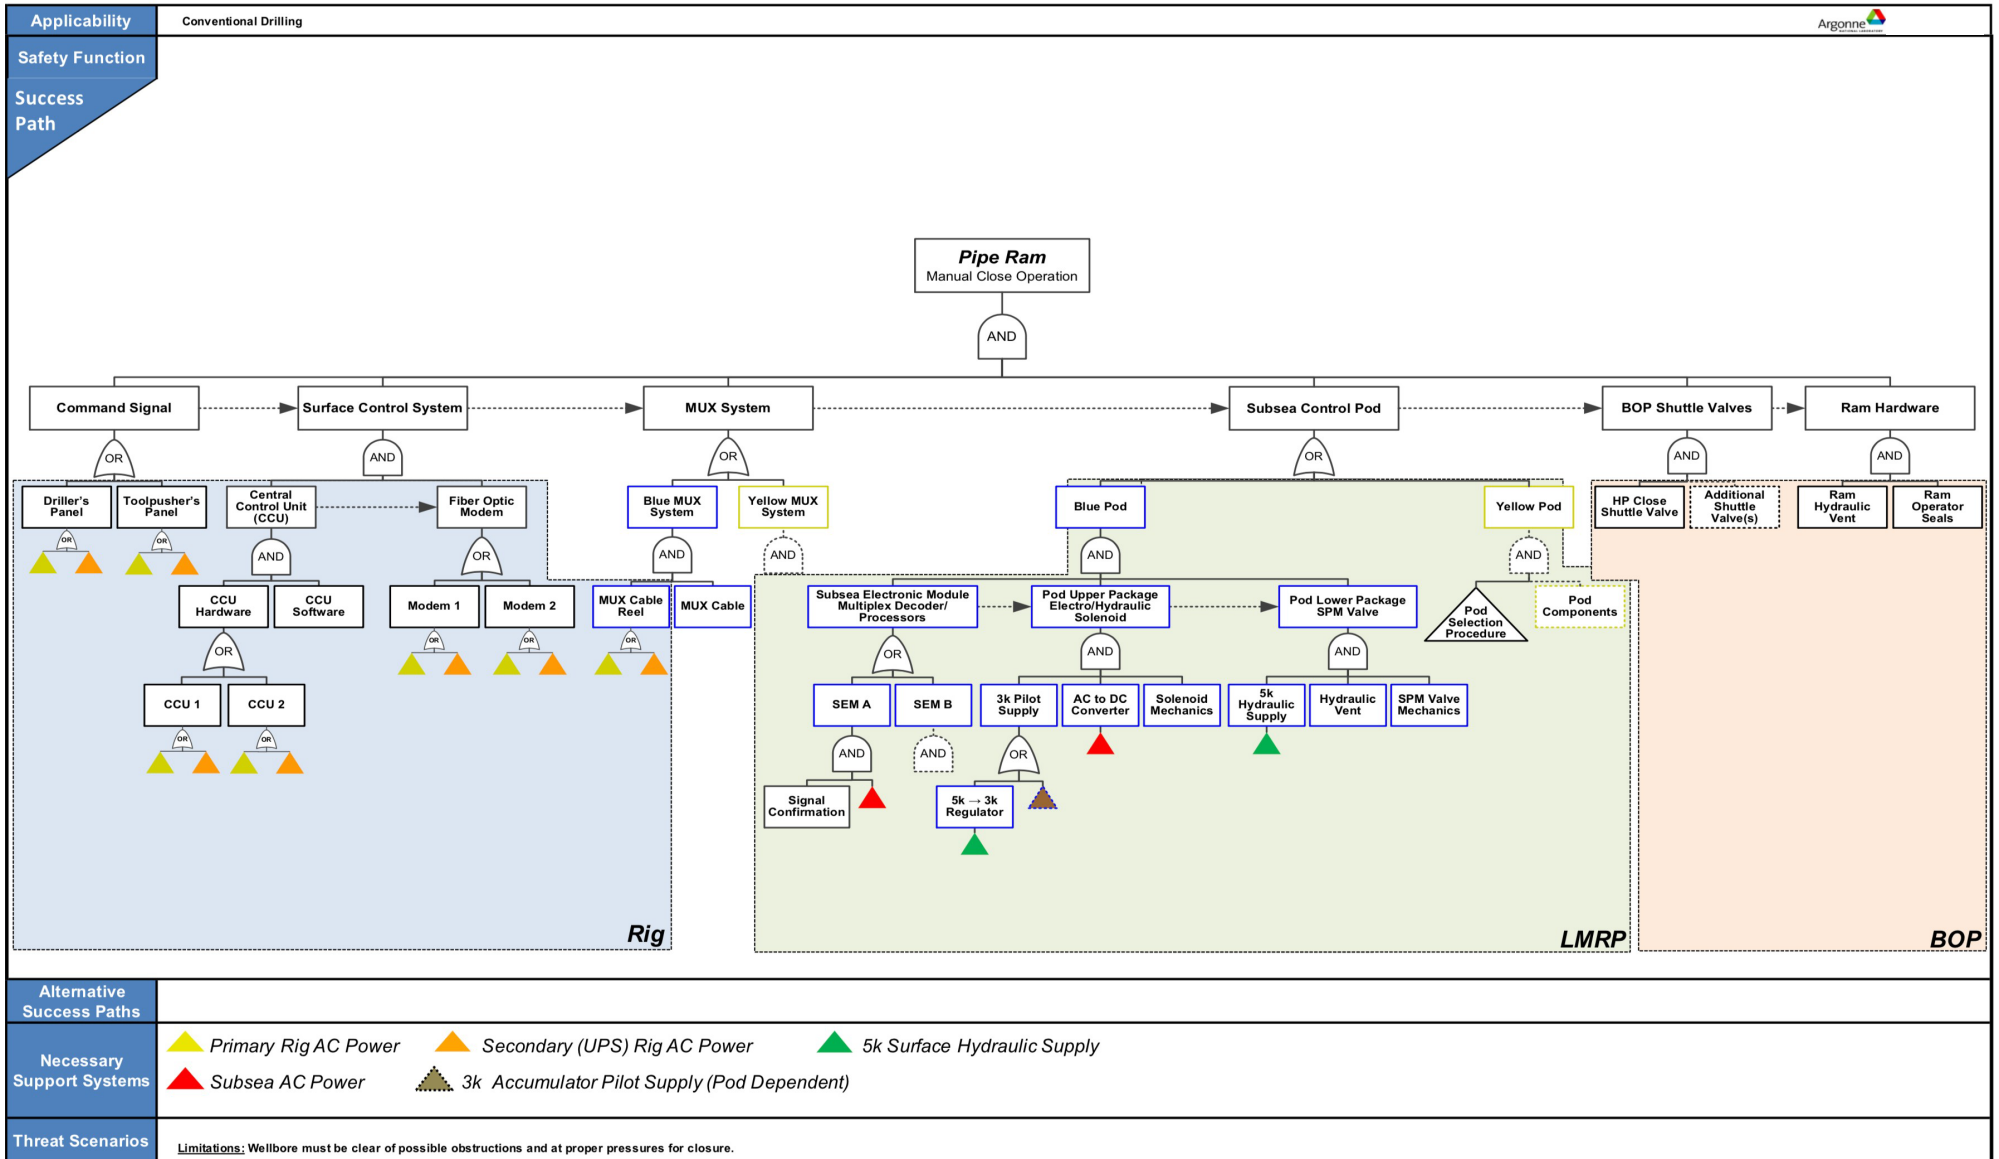 Applicability
Conventional Drilling
Argonne
NATIONAL LABORATORY
Safety Function
Success
Path
Pipe Ram
Manual Close Operation
AND
Command Signal
Surface Control System
MUX System
Subsea Control Pod
BOP Shuttle Valves
Ram Hardware
OR
AND
OR
OR
AND
AND
Driller's
Panel
Toolpusher's
Panel
Central
Control Unit
(CCU)
Fiber Optic
Modem
Blue MUX
System
Yellow MUX
System
Blue Pod
Yellow Pod
HP Close
Shuttle Valve
Additional
Shuttle
Valve(s)
Ram
Hydraulic
Vent
Ram
Operator
Seals
OR
OR
AND
OR
AND
AND
AND
AND
CCU
Hardware
CCU
Software
Modem 1
Modem 2
MUX Cable
Reel
MUX Cable
Subsea Electronic Module
Multiplex Decoder/
Processors
Pod Upper Package
Electro/Hydraulic
Solenoid
Pod Lower Package
SPM Valve
Pod
Selection
Procedure
Pod
Components
OR
OR
OR
OR
OR
AND
AND
CCU 1
CCU 2
SEM A
SEM B
3k Pilot
Supply
AC to DC
Converter
Solenoid
Mechanics
5k
Hydraulic
Supply
Hydraulic
Vent
SPM Valve
Mechanics
OR
OR
AND
AND
OR
Signal
Confirmation
5k → 3k
Regulator
Rig
LMRP
BOP
Alternative
Success Paths
Necessary
Support Systems
Primary Rig AC Power
Secondary (UPS) Rig AC Power
5k Surface Hydraulic Supply
Subsea AC Power
3k Accumulator Pilot Supply (Pod Dependent)
Threat Scenarios
Limitations: Wellbore must be clear of possible obstructions and at proper pressures for closure.